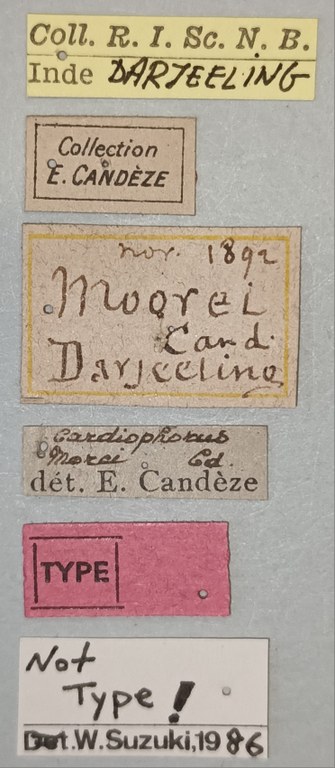 Coll. R. I. Sc. N. B.
Inde DARJEELING
Collection
E. CANDÈZE
nov. 1892
Moorei
Cand.
Darjeeling
Cardiophorus
Morei Cd.
dét. E. Candèze
TYPE
Not
Type!
Det. W. Suzuki, 1986